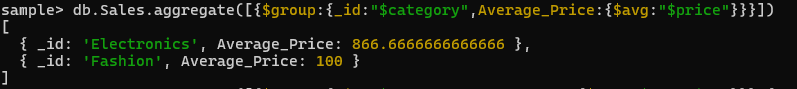 sample> db.Sales.aggregate([{$group:{_id:"$category",Average_Price:{$avg:"$price"}}}])
[
  { _id: 'Electronics', Average_Price: 866.6666666666666 },
  { _id: 'Fashion', Average_Price: 100 }
]